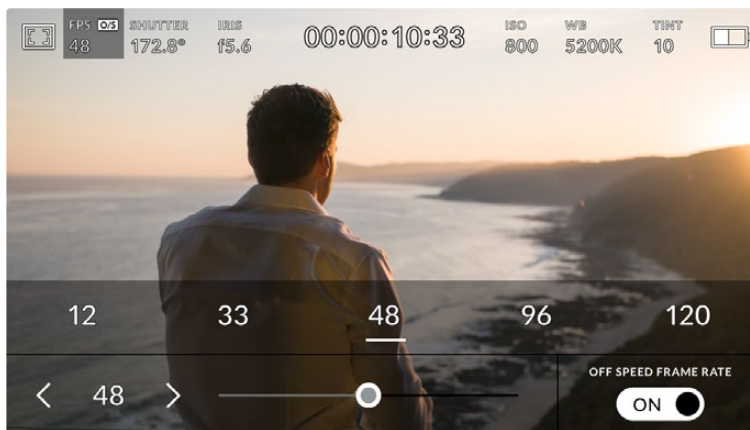 FPS O/S SHUTTER IRIS 00:00:10:33 ISO WB TINT
48 172.8° f5.6 800 5200K 10
12 33 48 96 120
OFF SPEED FRAME RATE
< 48 > ON